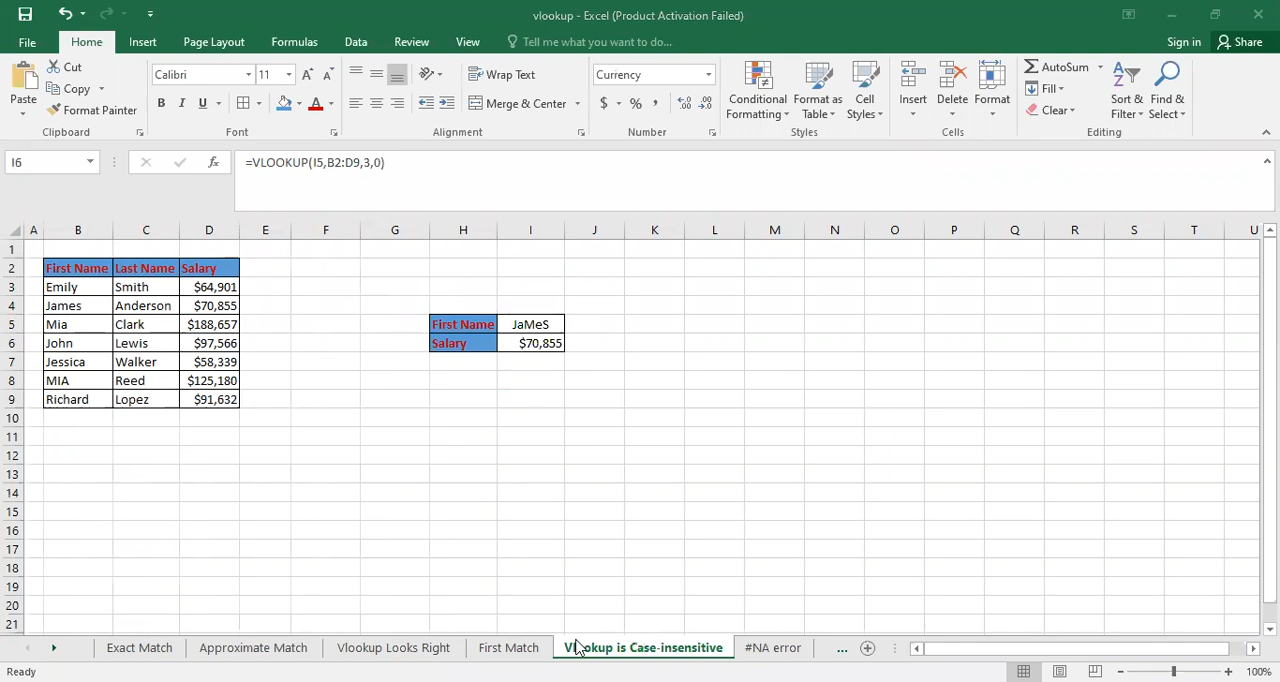 vlookup - Excel (Product Activation Failed)
File Home Insert Page Layout Formulas Data Review View Tell me what you want to do... Sign in Share
Paste Cut Copy Format Painter Clipboard
Calibri 11 B I U A Font
Wrap Text Merge & Center Alignment
Currency $ % , Number
Conditional Formatting Format as Table Cell Styles Styles
Insert Delete Format Cells
AutoSum Fill Clear Sort & Filter Find & Select Editing
I6 fx =VLOOKUP(I5,B2:D9,3,0)
A B C D E F G H I J K L M N O P Q R S T U
1
2 First Name Last Name Salary
3 Emily Smith $64,901
4 James Anderson $70,855
5 Mia Clark $188,657 First Name JaMeS
6 John Lewis $97,566 Salary $70,855
7 Jessica Walker $58,339
8 MIA Reed $125,180
9 Richard Lopez $91,632
10
11
12
13
14
15
16
17
18
19
20
21
Exact Match Approximate Match Vlookup Looks Right First Match Vlookup is Case-insensitive #NA error ...
Ready 100%